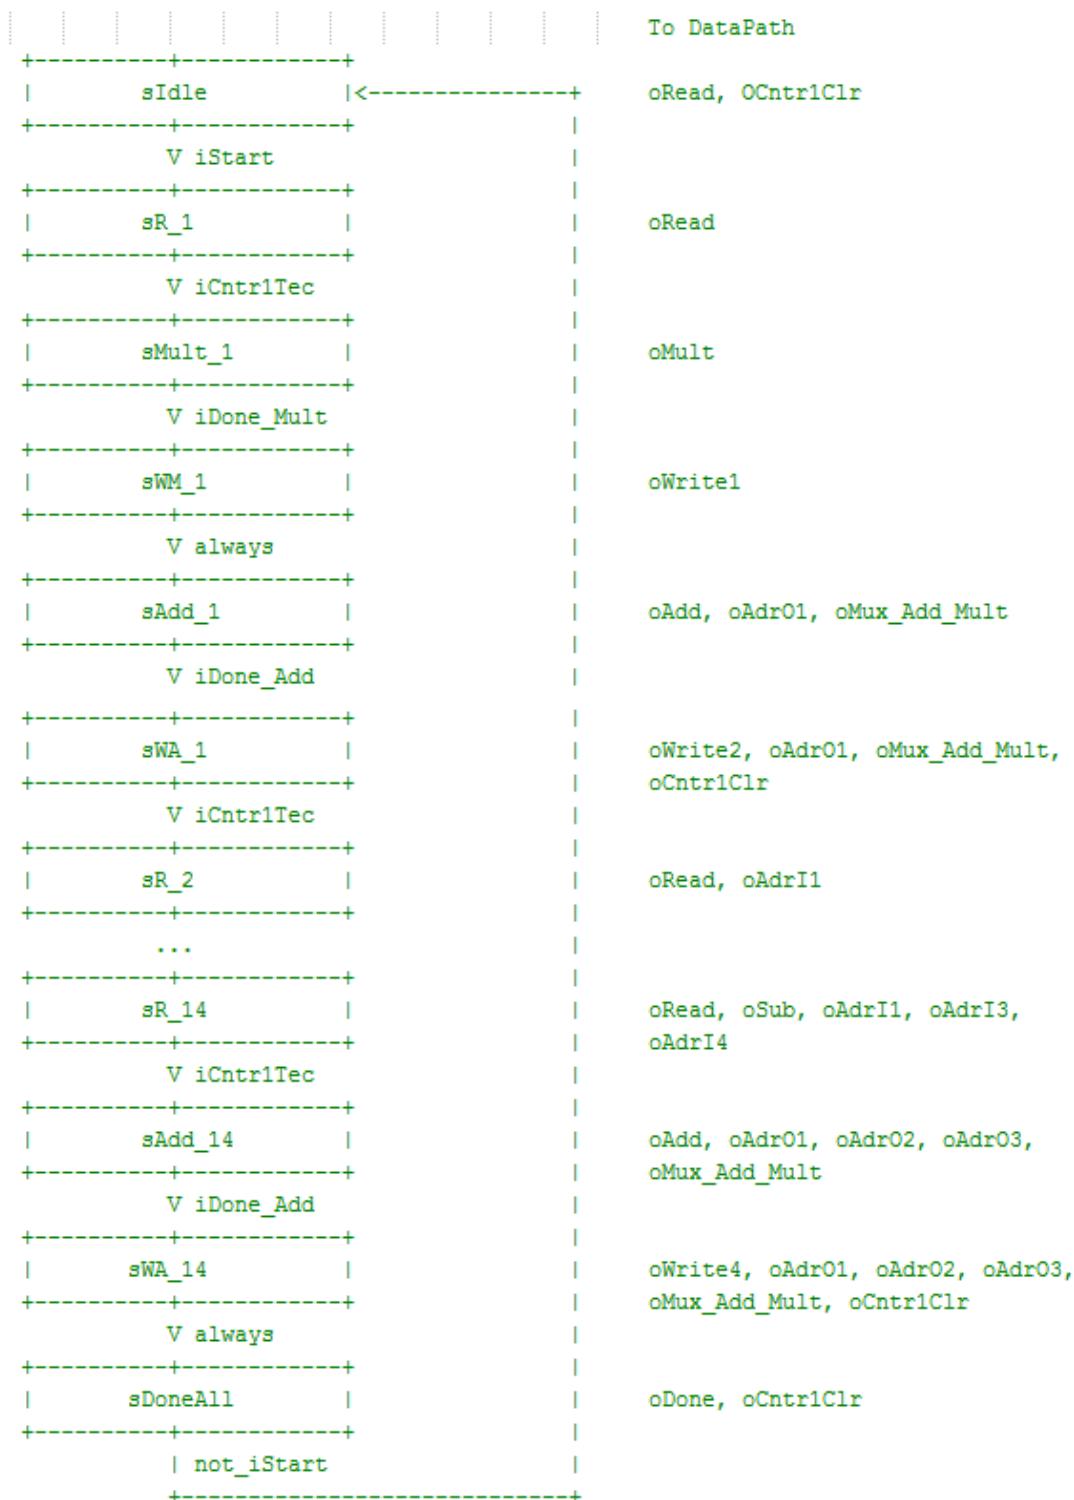 To DataPath
+----------+------------+
| sIdle |<---------------+ oRead, OCntr1Clr
+----------+------------+ |
V iStart |
+----------+------------+ |
| sR_1 | | oRead
+----------+------------+ |
V iCntr1Tec |
+----------+------------+ |
| sMult_1 | | oMult
+----------+------------+ |
V iDone_Mult |
+----------+------------+ |
| sWM_1 | | oWrite1
+----------+------------+ |
V always |
+----------+------------+ |
| sAdd_1 | | oAdd, oAdrO1, oMux_Add_Mult
+----------+------------+ |
V iDone_Add |
+----------+------------+ |
| sWA_1 | | oWrite2, oAdrO1, oMux_Add_Mult,
+----------+------------+ | oCntr1Clr
V iCntr1Tec |
+----------+------------+ |
| sR_2 | | oRead, oAdrI1
+----------+------------+ |
... |
+----------+------------+ |
| sR_14 | | oRead, oSub, oAdrI1, oAdrI3,
+----------+------------+ | oAdrI4
V iCntr1Tec |
+----------+------------+ |
| sAdd_14 | | oAdd, oAdrO1, oAdrO2, oAdrO3,
+----------+------------+ | oMux_Add_Mult
V iDone_Add |
+----------+------------+ |
| sWA_14 | | oWrite4, oAdrO1, oAdrO2, oAdrO3,
+----------+------------+ | oMux_Add_Mult, oCntr1Clr
V always |
+----------+------------+ |
| sDoneAll | | oDone, oCntr1Clr
+----------+------------+ |
| not_iStart |
+------------------------------+